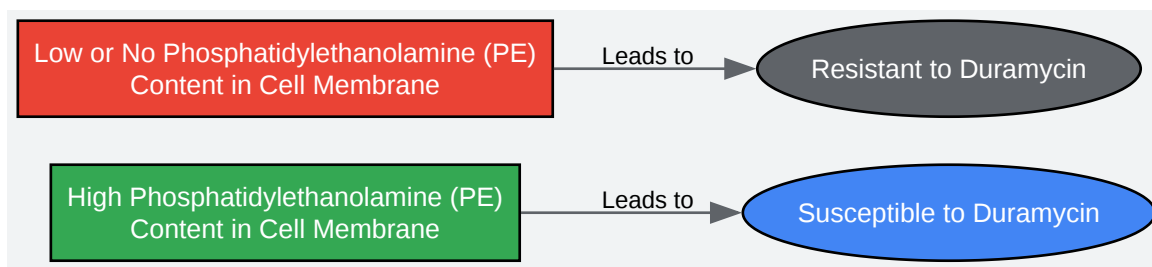 Low or No Phosphatidylethanolamine (PE)
Content in Cell Membrane
Leads to
Resistant to Duramycin
High Phosphatidylethanolamine (PE)
Content in Cell Membrane
Leads to
Susceptible to Duramycin